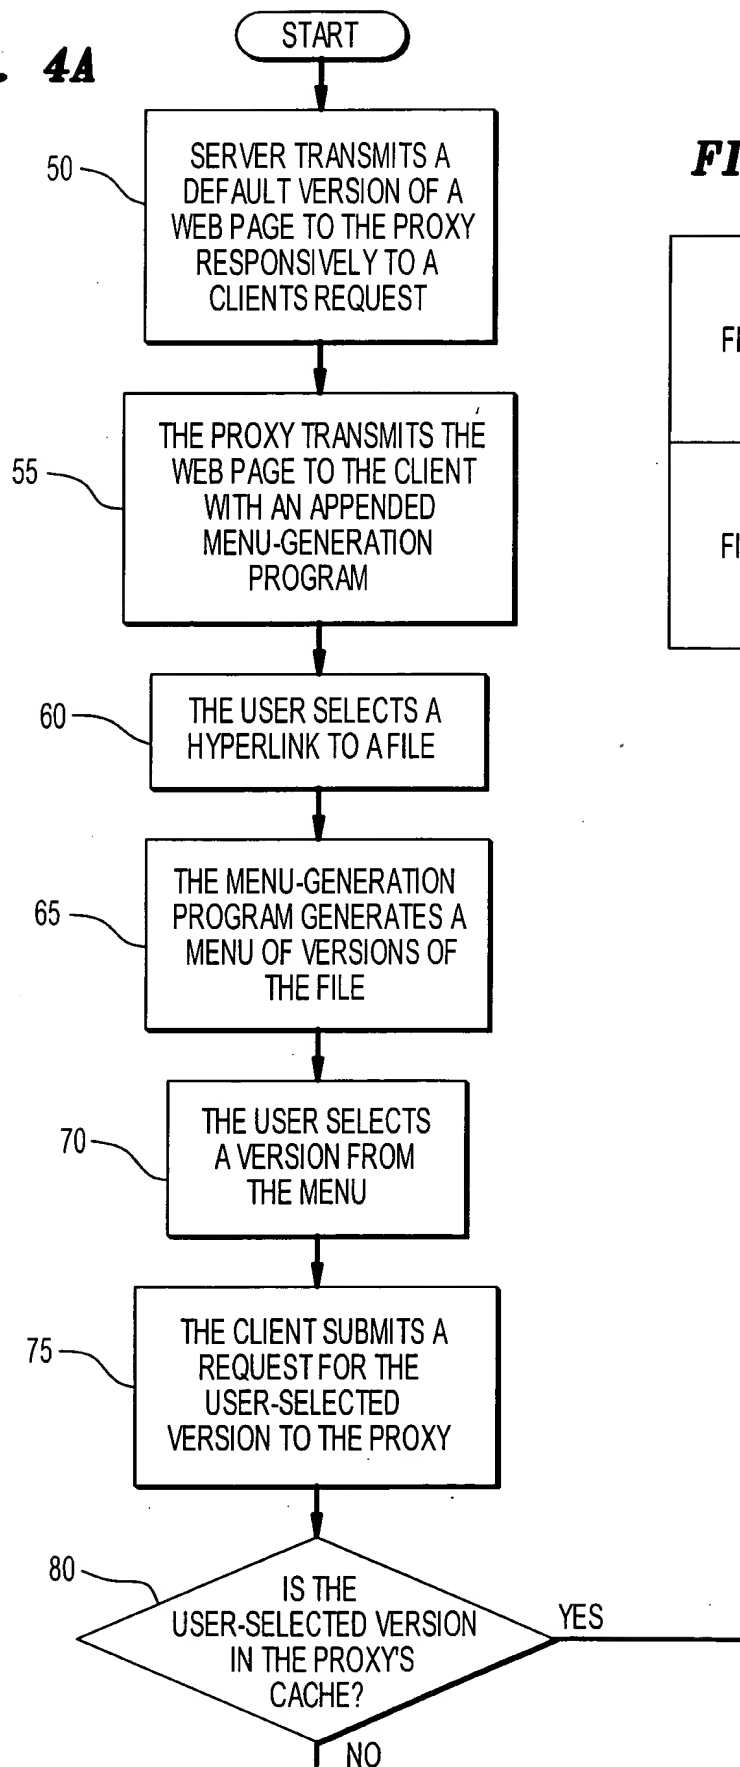 4A
START
50
SERVER TRANSMITS A
DEFAULT VERSION OF A
WEB PAGE TO THE PROXY
RESPONSIVELY TO A
CLIENTS REQUEST
55
THE PROXY TRANSMITS THE
WEB PAGE TO THE CLIENT
WITH AN APPENDED
MENU-GENERATION
PROGRAM
60
THE USER SELECTS A
HYPERLINK TO A FILE
65
THE MENU-GENERATION
PROGRAM GENERATES A
MENU OF VERSIONS OF
THE FILE
70
THE USER SELECTS
A VERSION FROM
THE MENU
75
THE CLIENT SUBMITS A
REQUEST FOR THE
USER-SELECTED
VERSION TO THE PROXY
80
IS THE
USER-SELECTED VERSION
IN THE PROXY'S
CACHE?
YES
NO